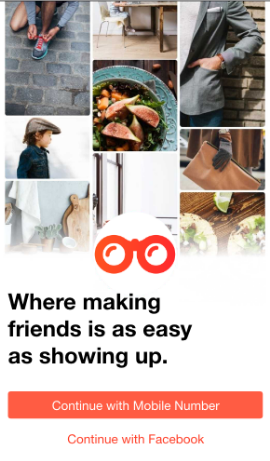 Where making
friends is as easy
as showing up.
Continue with Mobile Number
Continue with Facebook